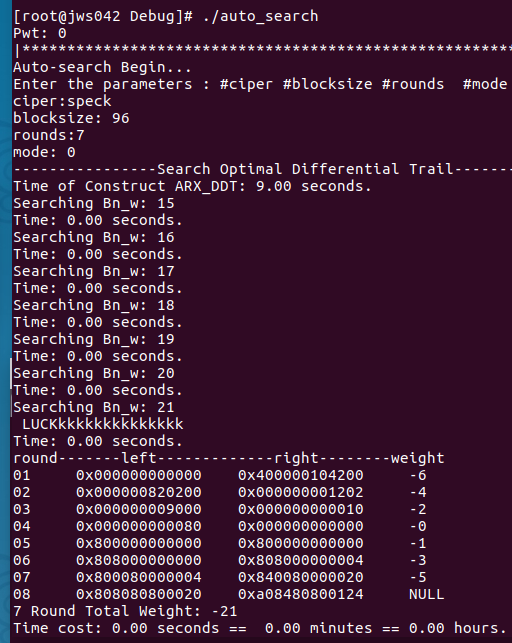 [root@jws042 Debug]# ./auto_search
Pwt: 0
|******************************************************
Auto-search Begin...
Enter the parameters : #ciper #blocksize #rounds  #mode
ciper:speck
blocksize: 96
rounds:7
mode: 0
----------------Search Optimal Differential Trail-------
Time of Construct ARX_DDT: 9.00 seconds.
Searching Bn_w: 15
Time: 0.00 seconds.
Searching Bn_w: 16
Time: 0.00 seconds.
Searching Bn_w: 17
Time: 0.00 seconds.
Searching Bn_w: 18
Time: 0.00 seconds.
Searching Bn_w: 19
Time: 0.00 seconds.
Searching Bn_w: 20
Time: 0.00 seconds.
Searching Bn_w: 21
 LUCKkkkkkkkkkkkkkk
Time: 0.00 seconds.
round-------left-------------right--------weight
01     0x000000000000    0x400000104200     -6
02     0x000000820200    0x000000001202     -4
03     0x000000009000    0x000000000010     -2
04     0x000000000080    0x000000000000     -0
05     0x800000000000    0x800000000000     -1
06     0x808000000000    0x808000000004     -3
07     0x800080000004    0x840080000020     -5
08     0x808080800020    0xa08480800124     NULL
7 Round Total Weight: -21
Time cost: 0.00 seconds ==  0.00 minutes == 0.00 hours.